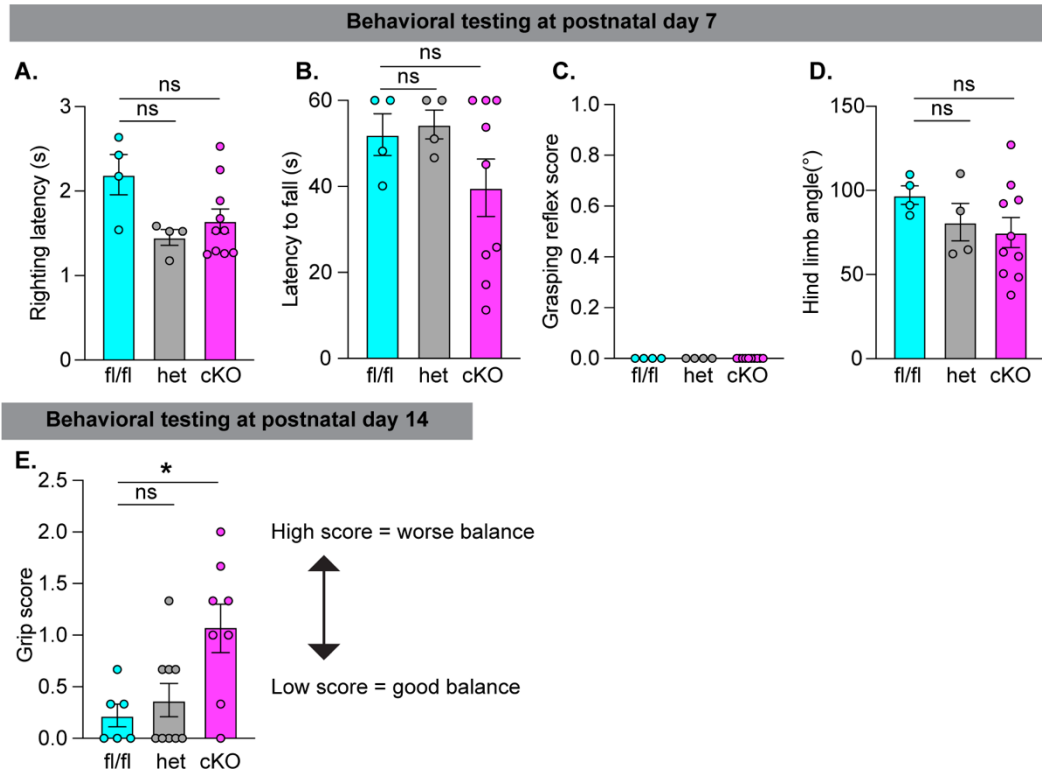 Behavioral testing at postnatal day 7
A.
ns
ns
Righting latency (s)
3
2
1
0
fl/fl het cKO
B.
ns
ns
Latency to fall (s)
60
40
20
0
fl/fl het cKO
C.
Grasping reflex score
1.0
0.8
0.6
0.4
0.2
0.0
fl/fl het cKO
D.
ns
ns
Hind limb angle(°)
150
100
50
0
fl/fl het cKO
Behavioral testing at postnatal day 14
E.
*
ns
Grip score
2.5
2.0
1.5
1.0
0.5
0.0
fl/fl het cKO
High score = worse balance
Low score = good balance